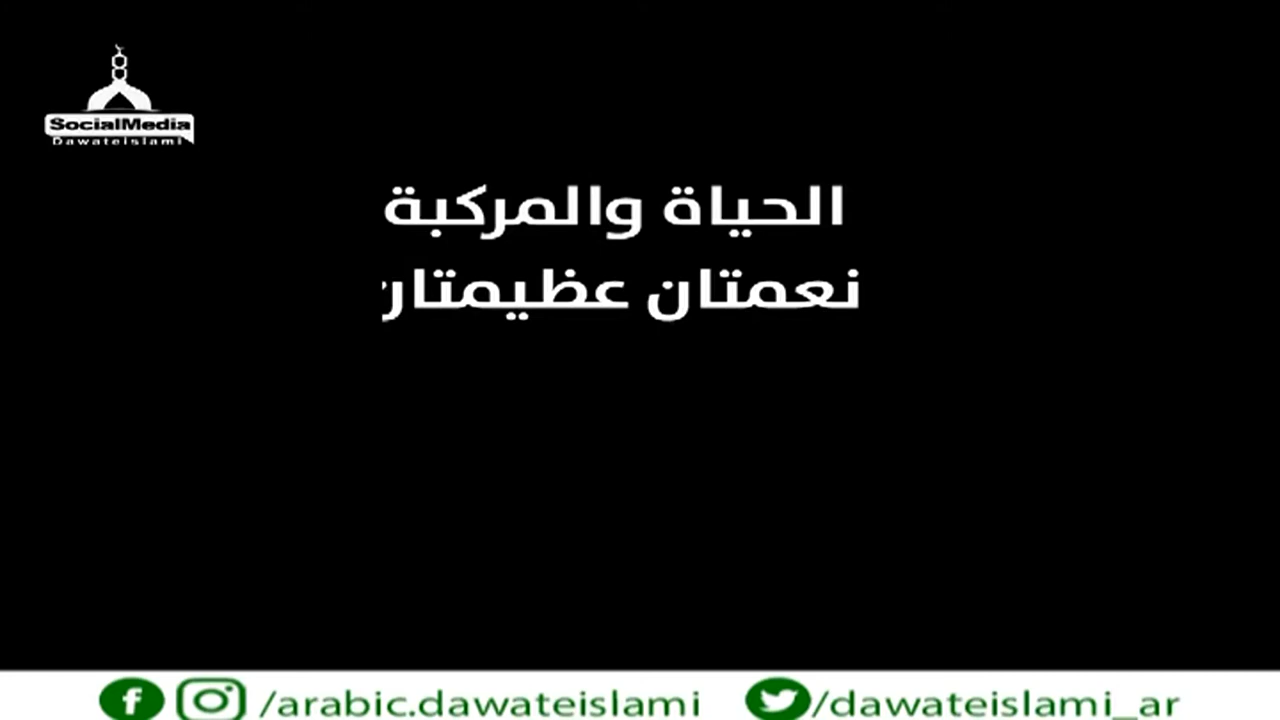 SocialMedia
Dawateislami
الحياة والمركبة
نعمتان عظيمتان
/arabic.dawateislami
/dawateislami_ar